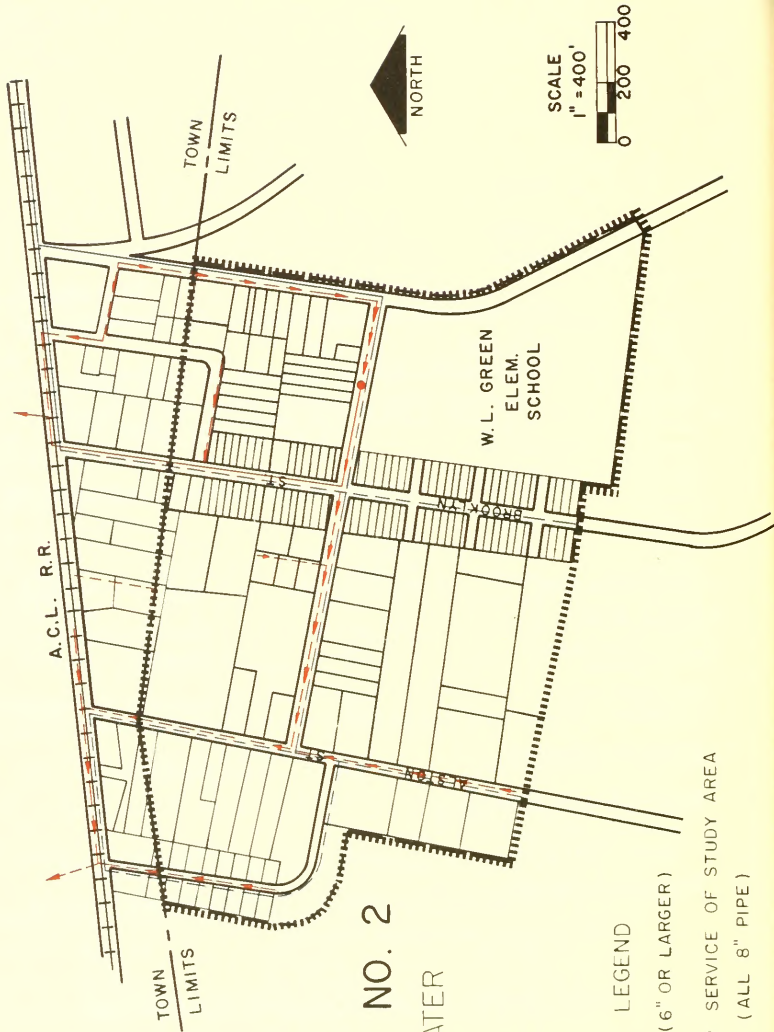 A.C.L. R.R.
TOWN
LIMITS
TOWN
LIMITS
NORTH
SCALE
1" = 400'
0 200 400
ST
BROOKLYN
W. L. GREEN
ELEM.
SCHOOL
ST
ALSTON
NO. 2
ATER
LEGEND
(6" OR LARGER)
SERVICE OF STUDY AREA
(ALL 8" PIPE)